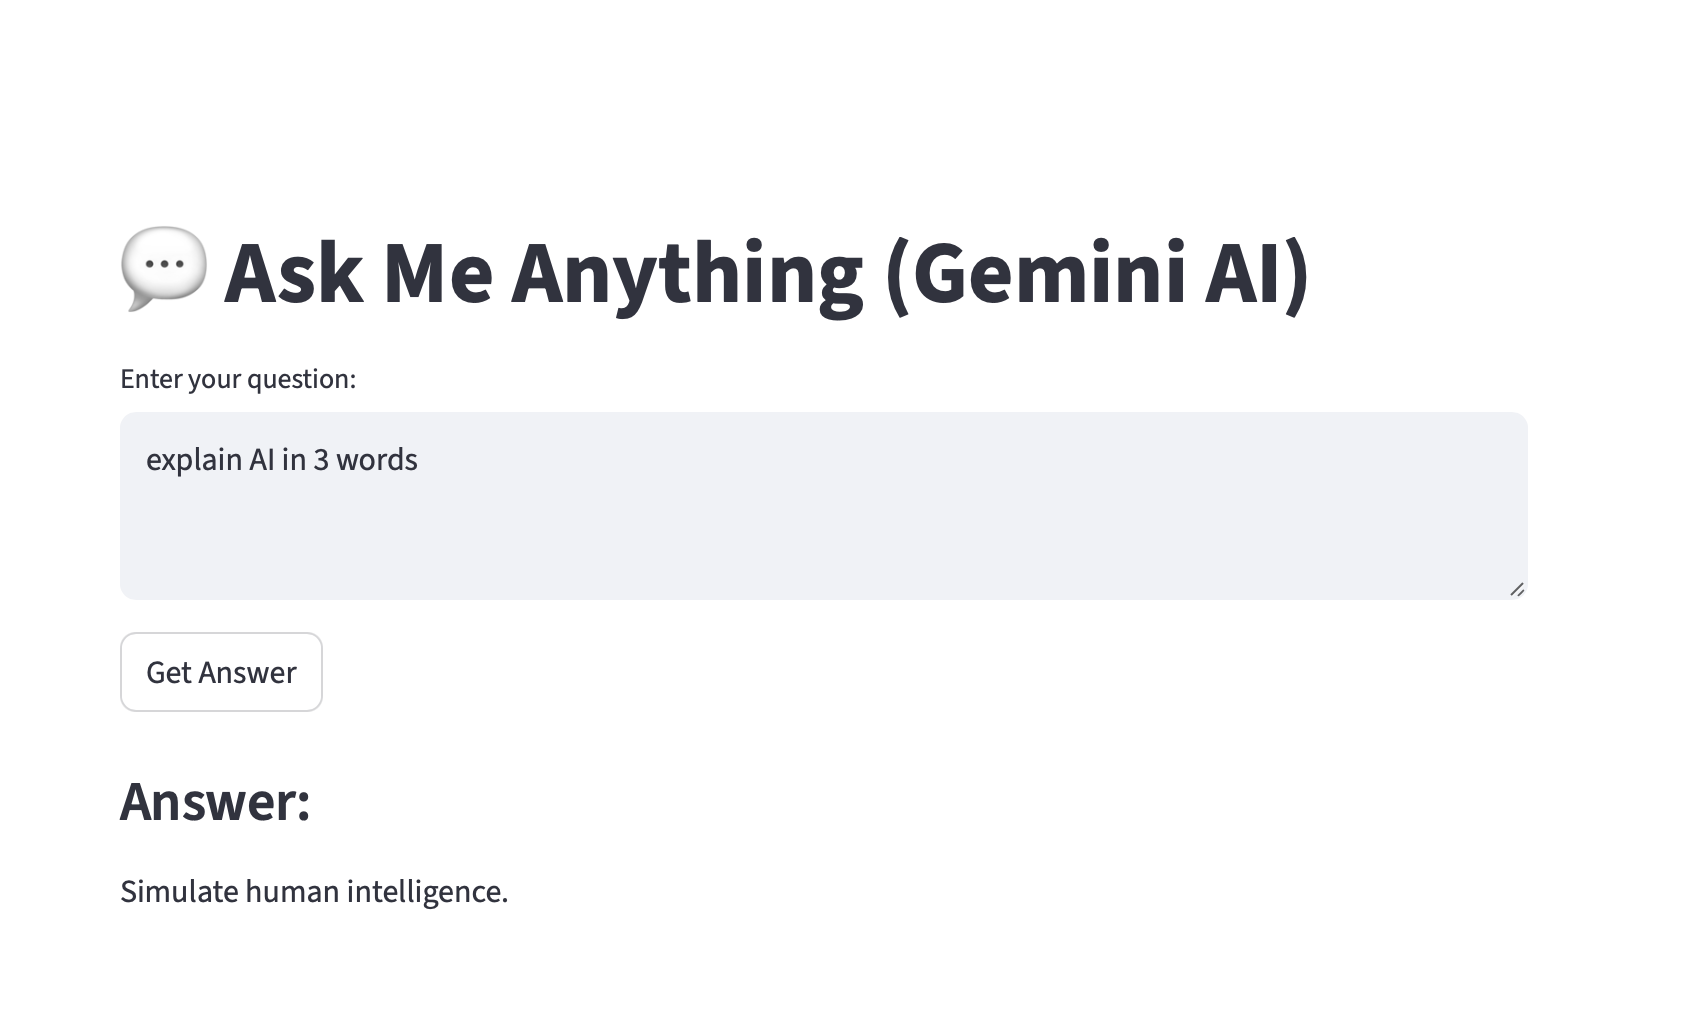 💬 Ask Me Anything (Gemini AI)
Enter your question:
explain AI in 3 words
Get Answer
Answer:
Simulate human intelligence.